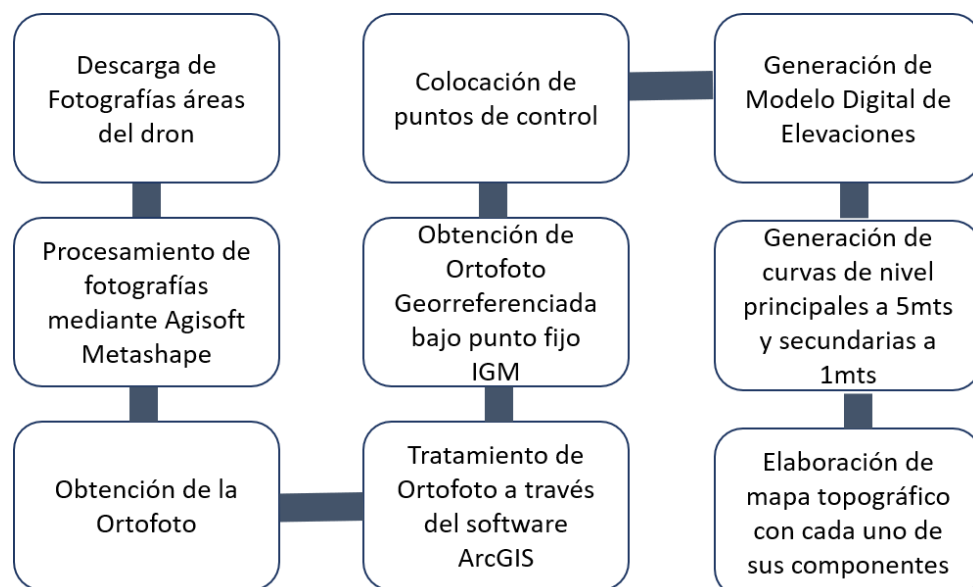 Descarga de
Fotografías áreas
del dron
Procesamiento de
fotografías
mediante Agisoft
Metashape
Obtención de la
Ortofoto
Tratamiento de
Ortofoto a través
del software
ArcGIS
Obtención de
Ortofoto
Georreferenciada
bajo punto fijo
IGM
Colocación de
puntos de control
Generación de
Modelo Digital de
Elevaciones
Generación de
curvas de nivel
principales a 5mts
y secundarias a
1mts
Elaboración de
mapa topográfico
con cada uno de
sus componentes